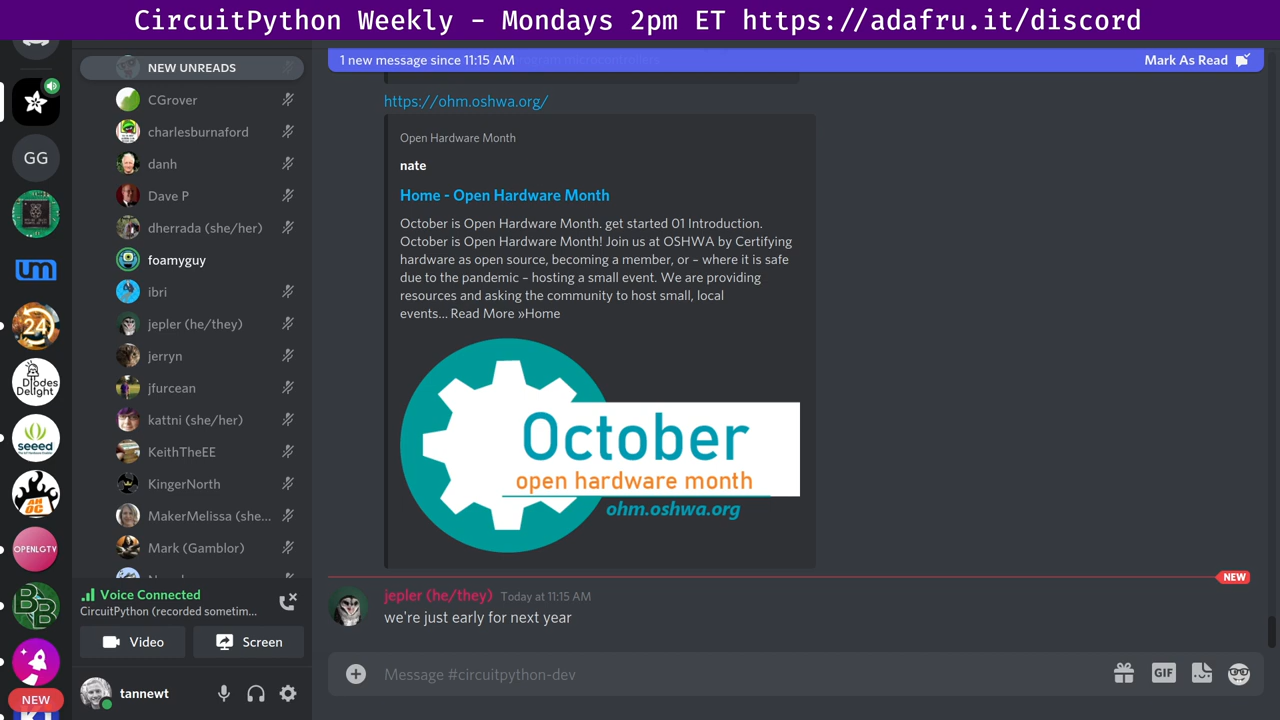 CircuitPython Weekly - Mondays 2pm ET https://adafru.it/discord
NEW UNREADS
CGrover
charlesburnaford
danh
Dave P
dherrada (she/her)
foamyguy
ibri
jepler (he/they)
jerryn
jfurcean
kattni (she/her)
KeithTheEE
KingerNorth
MakerMelissa (she...
Mark (Gamblor)
Voice Connected
CircuitPython (recorded sometim...
Video
Screen
tannewt
GG
24
Diodes
Delight
seeed
AN
OC
OPENLGTV
BB
NEW
1 new message since 11:15 AM
Mark As Read
https://ohm.oshwa.org/
Open Hardware Month
nate
Home - Open Hardware Month
October is Open Hardware Month. get started 01 Introduction.
October is Open Hardware Month! Join us at OSHWA by Certifying
hardware as open source, becoming a member, or – where it is safe
due to the pandemic – hosting a small event. We are providing
resources and asking the community to host small, local
events... Read More »Home
October
open hardware month
ohm.oshwa.org
NEW
jepler (he/they) Today at 11:15 AM
we're just early for next year
Message #circuitpython-dev
GIF